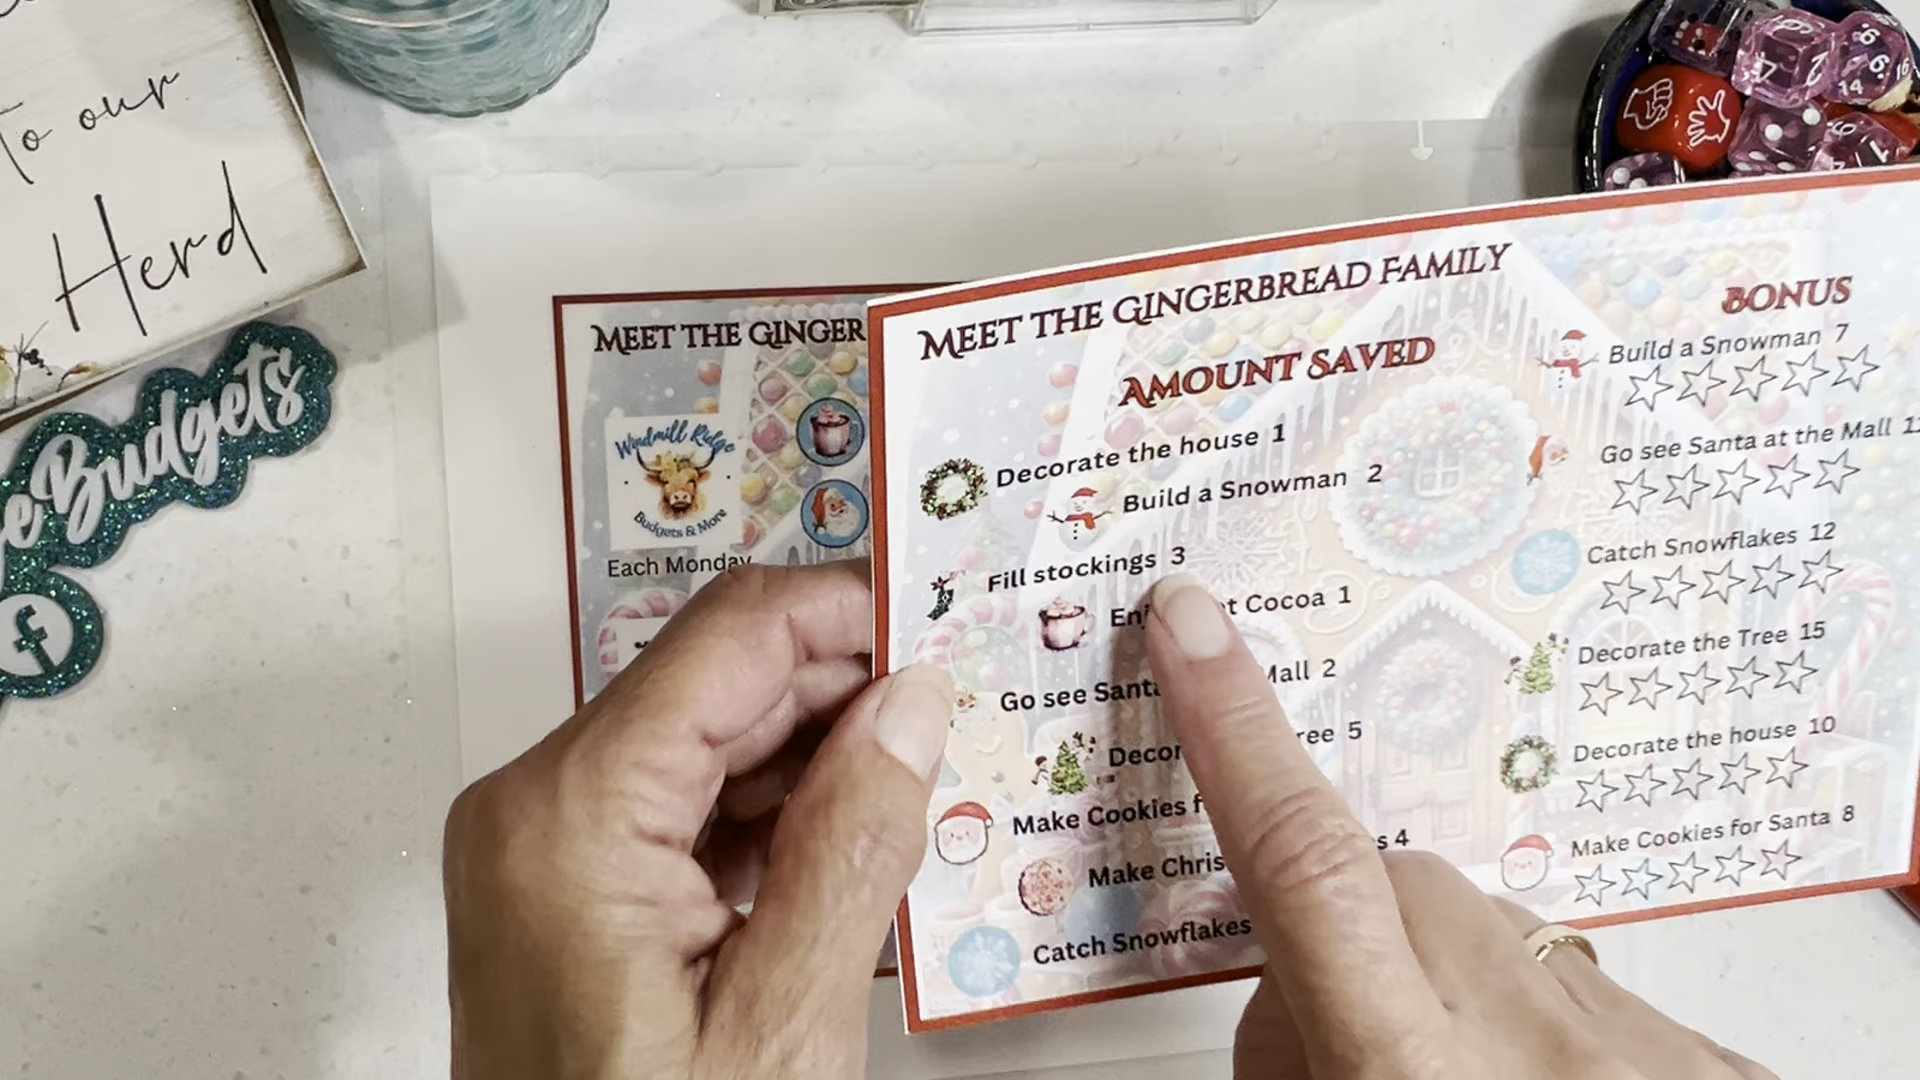 to our
Herd
Budgets
f
MEET THE GINGER
Windmill Ridge
Budgets & More
Each Monday
MEET THE GINGERBREAD FAMILY
AMOUNT SAVED
Decorate the house 1
Build a Snowman 2
Fill stockings 3
Cocoa 1
Go see Santa Mall 2
5
Make Cookies
Make 4
Catch Snowflakes
BONUS
Build a Snowman 7
Go see Santa at the Mall
Catch Snowflakes 12
Decorate the Tree 15
Decorate the house 10
Make Cookies for Santa 8
6
14
16